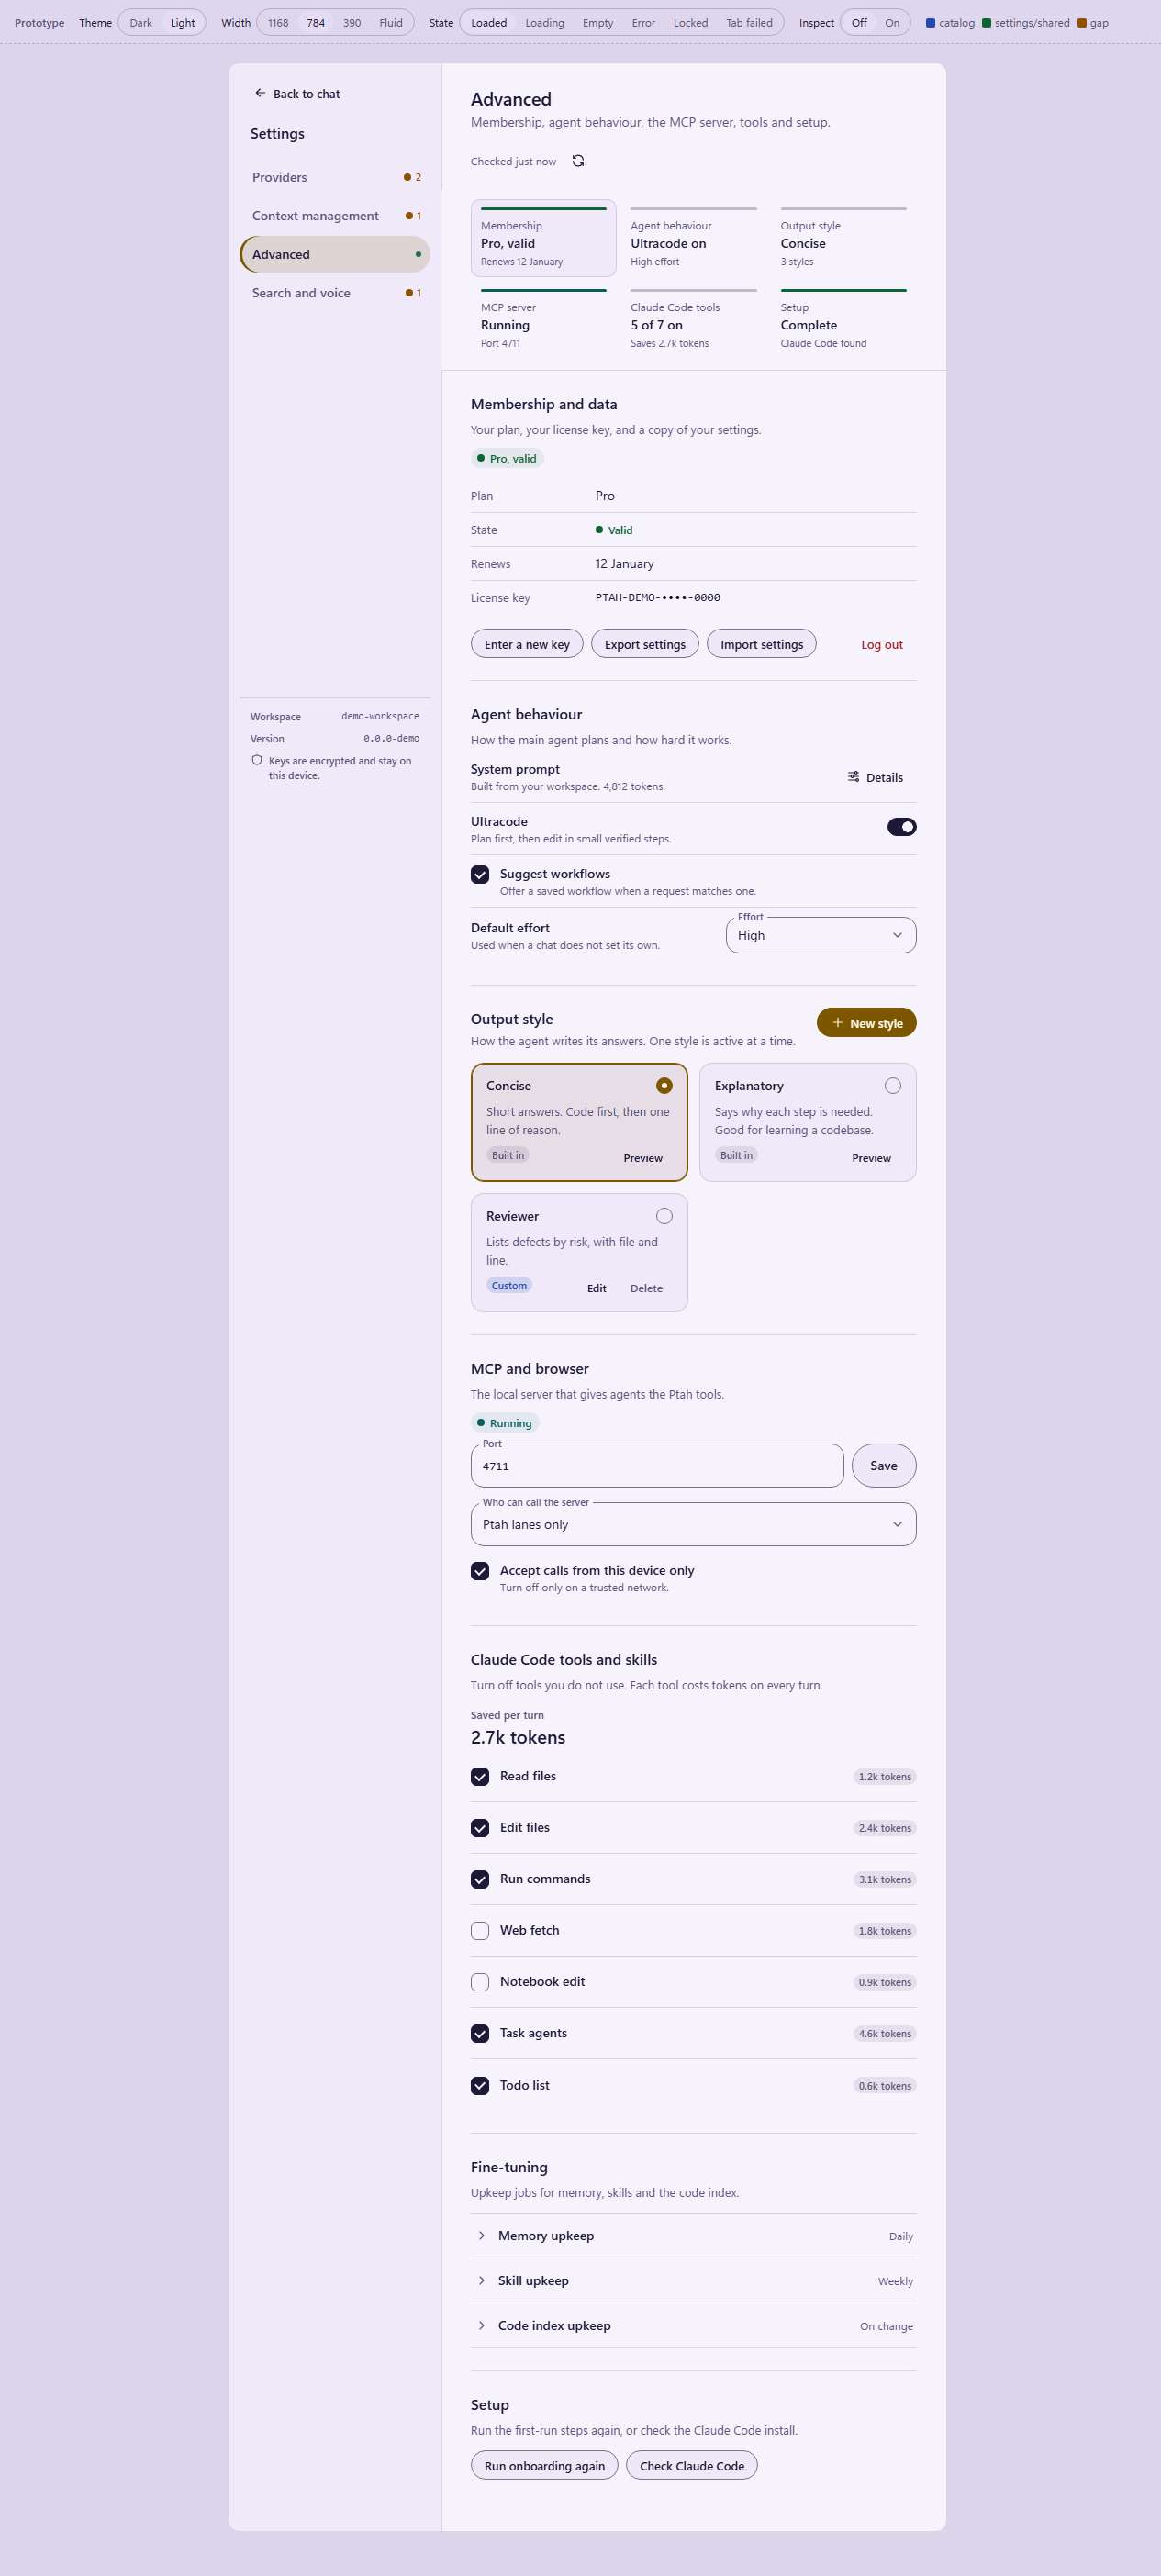 Prototype Theme Dark Light Width 1168 784 390 Fluid State Loaded Loading Empty Error Locked Tab failed Inspect Off On catalog settings/shared gap
Back to chat
Settings
Providers 2
Context management 1
Advanced
Search and voice 1
Workspace demo-workspace
Version 0.0.0-demo
Keys are encrypted and stay on
this device.
Advanced
Membership, agent behaviour, the MCP server, tools and setup.
Checked just now
Membership
Pro, valid
Renews 12 January
Agent behaviour
Ultracode on
High effort
Output style
Concise
3 styles
MCP server
Running
Port 4711
Claude Code tools
5 of 7 on
Saves 2.7k tokens
Setup
Complete
Claude Code found
Membership and data
Your plan, your license key, and a copy of your settings.
Pro, valid
Plan Pro
State Valid
Renews 12 January
License key PTAH-DEMO-••••-0000
Enter a new key Export settings Import settings Log out
Agent behaviour
How the main agent plans and how hard it works.
System prompt
Built from your workspace. 4,812 tokens.
Details
Ultracode
Plan first, then edit in small verified steps.
Suggest workflows
Offer a saved workflow when a request matches one.
Default effort
Used when a chat does not set its own.
Effort
High
Output style
How the agent writes its answers. One style is active at a time.
New style
Concise
Short answers. Code first, then one
line of reason.
Built in Preview
Explanatory
Says why each step is needed.
Good for learning a codebase.
Built in Preview
Reviewer
Lists defects by risk, with file and
line.
Custom Edit Delete
MCP and browser
The local server that gives agents the Ptah tools.
Running
Port
4711
Save
Who can call the server
Ptah lanes only
Accept calls from this device only
Turn off only on a trusted network.
Claude Code tools and skills
Turn off tools you do not use. Each tool costs tokens on every turn.
Saved per turn
2.7k tokens
Read files 1.2k tokens
Edit files 2.4k tokens
Run commands 3.1k tokens
Web fetch 1.8k tokens
Notebook edit 0.9k tokens
Task agents 4.6k tokens
Todo list 0.6k tokens
Fine-tuning
Upkeep jobs for memory, skills and the code index.
Memory upkeep Daily
Skill upkeep Weekly
Code index upkeep On change
Setup
Run the first-run steps again, or check the Claude Code install.
Run onboarding again Check Claude Code